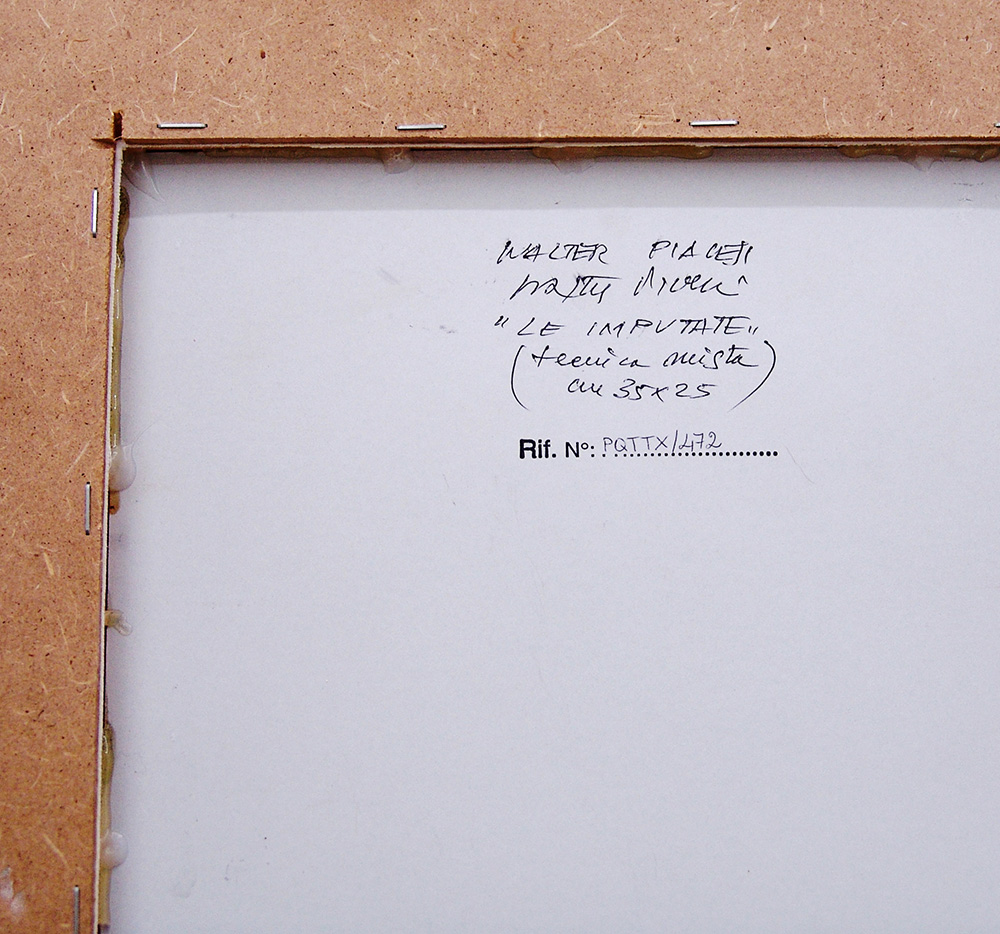 WALTER PIACESI
"LE IMPUTATE"
(tecnica mista
cm 35x25)
Rif. N°: PQTTX/472